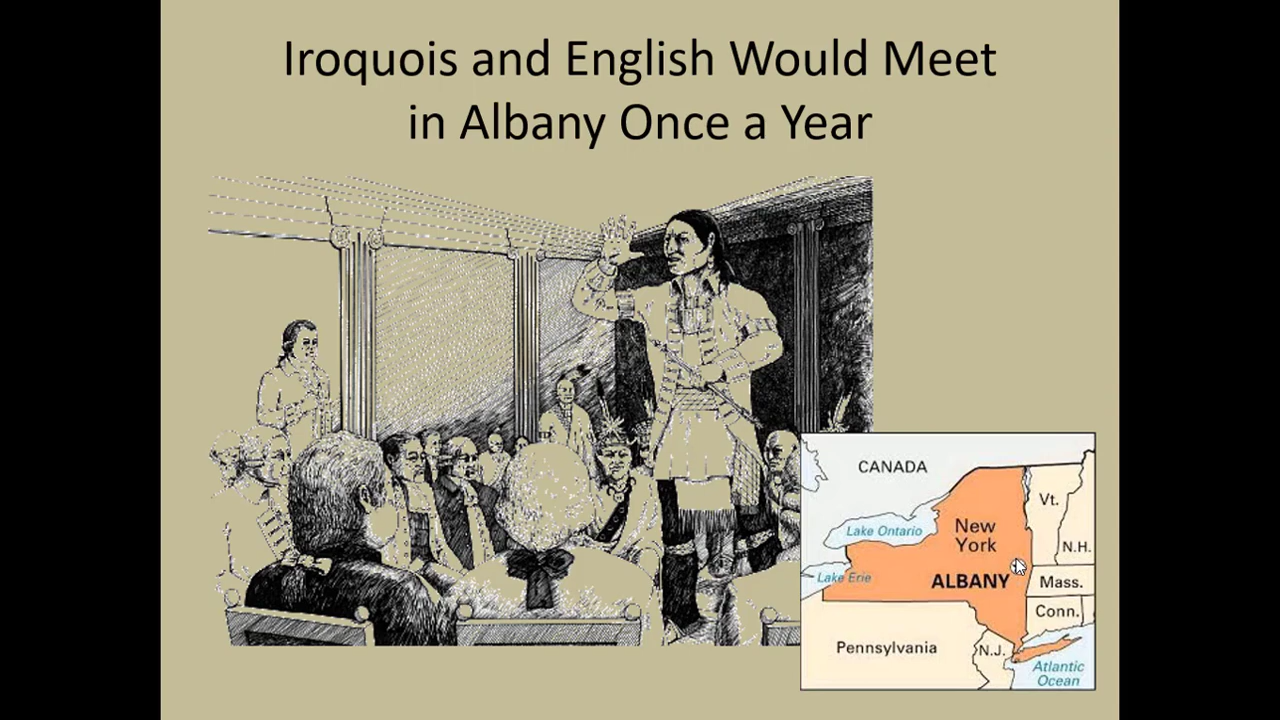 Iroquois and English Would Meet
in Albany Once a Year
CANADA
Vt.
Lake Ontario
New
York
N.H.
Lake Erie
ALBANY
Mass.
Conn.
Pennsylvania
N.J.
Atlantic
Ocean